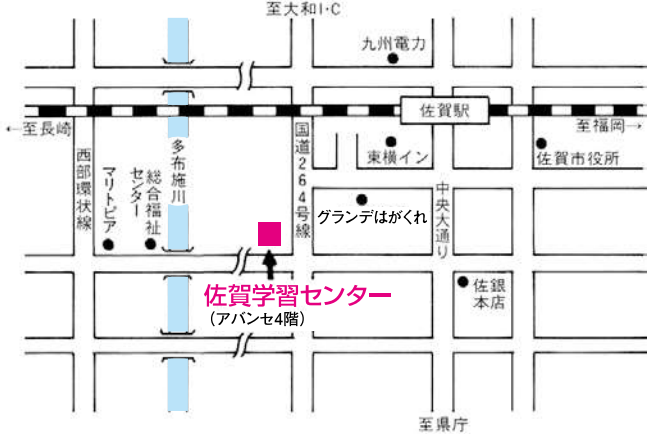 至大和I・C
九州電力
佐賀駅
←至長崎
至福岡→
西部環状線
マリトピア
総合福祉
センター
多布施川
国道264号線
東横イン
佐賀市役所
グランデはがくれ
中央大通り
佐賀学習センター
(アバンセ4階)
佐銀
本店
至県庁